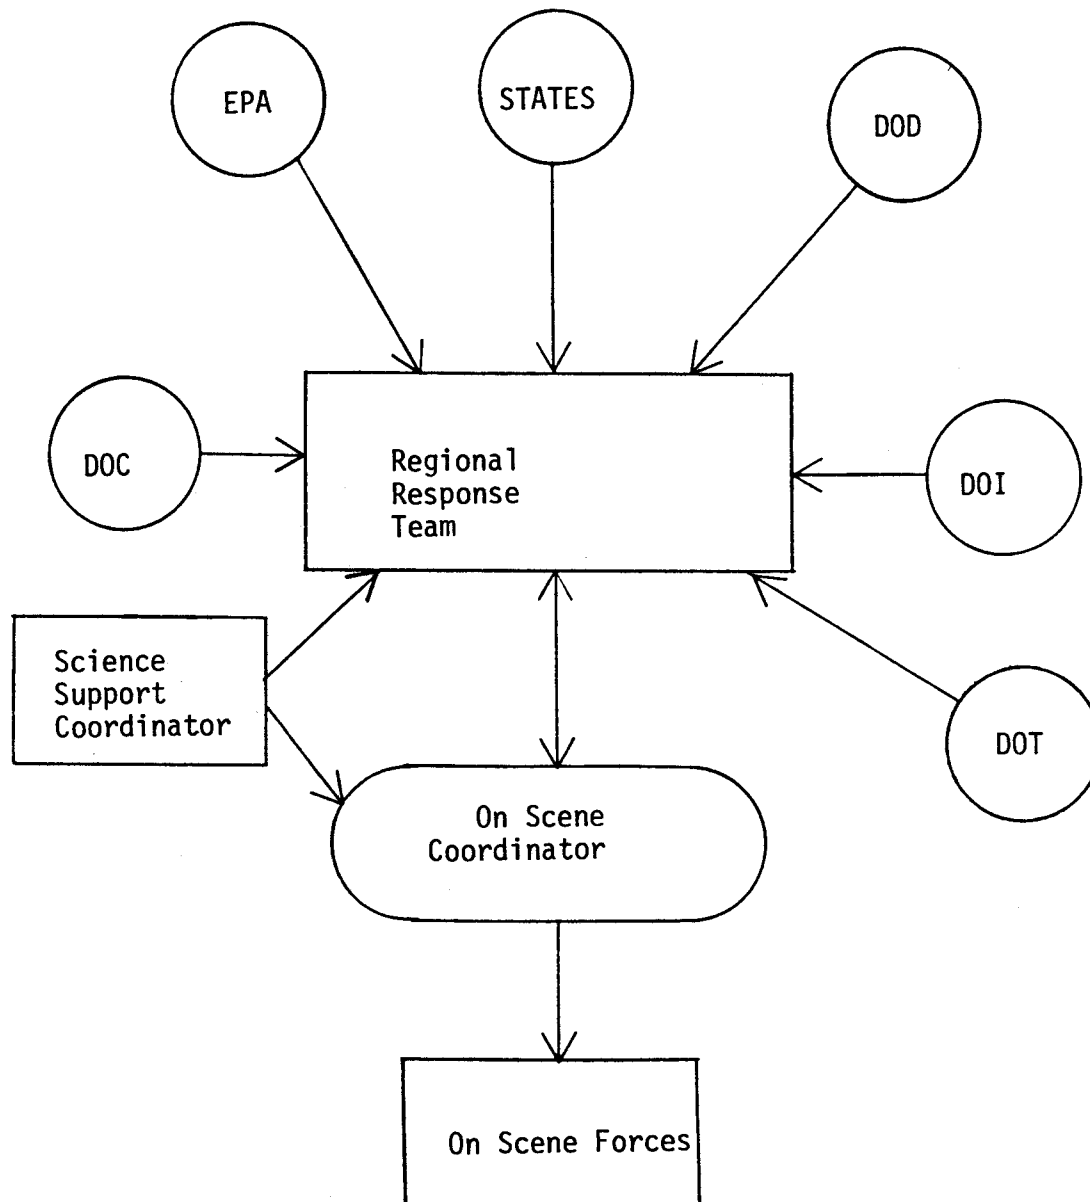 EPA
STATES
DOD
DOC
Regional
Response
Team
DOI
Science
Support
Coordinator
DOT
On Scene
Coordinator
On Scene Forces